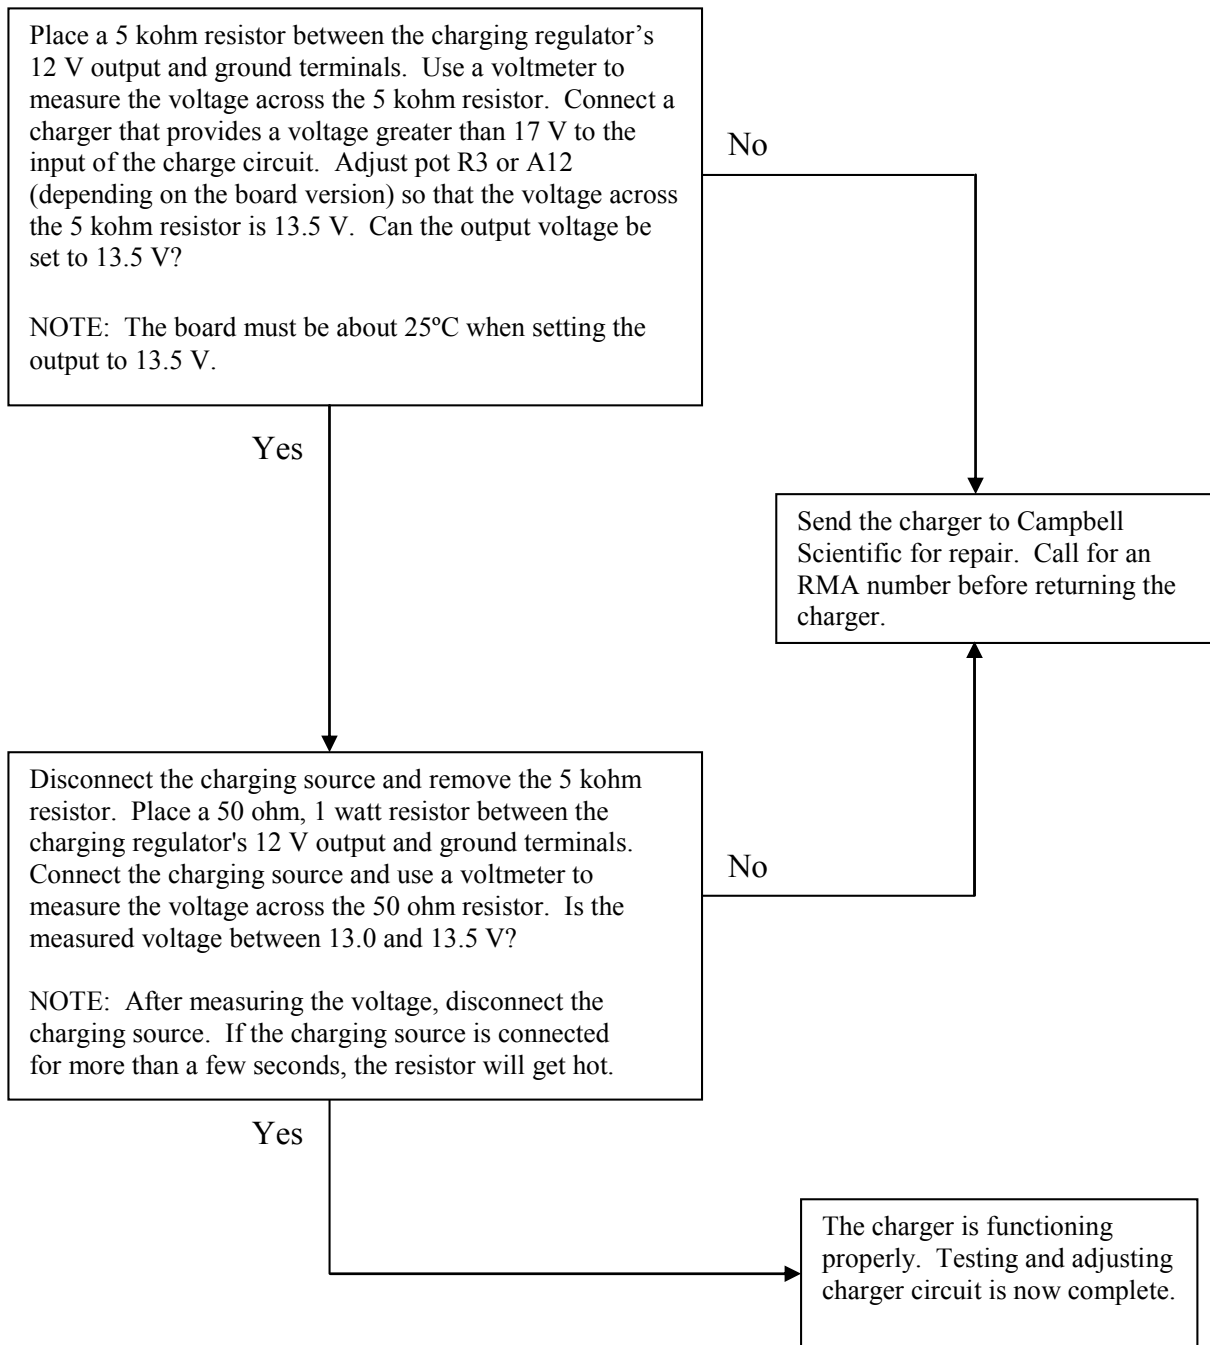 Place a 5 kohm resistor between the charging regulator’s
12 V output and ground terminals.  Use a voltmeter to
measure the voltage across the 5 kohm resistor.  Connect a
charger that provides a voltage greater than 17 V to the
input of the charge circuit.  Adjust pot R3 or A12
(depending on the board version) so that the voltage across
the 5 kohm resistor is 13.5 V.  Can the output voltage be
set to 13.5 V?
NOTE:  The board must be about 25ºC when setting the
output to 13.5 V.
No
Yes
Send the charger to Campbell
Scientific for repair.  Call for an
RMA number before returning the
charger.
Disconnect the charging source and remove the 5 kohm
resistor.  Place a 50 ohm, 1 watt resistor between the
charging regulator's 12 V output and ground terminals.
Connect the charging source and use a voltmeter to
measure the voltage across the 50 ohm resistor.  Is the
measured voltage between 13.0 and 13.5 V?
NOTE:  After measuring the voltage, disconnect the
charging source.  If the charging source is connected
for more than a few seconds, the resistor will get hot.
No
Yes
The charger is functioning
properly.  Testing and adjusting
charger circuit is now complete.